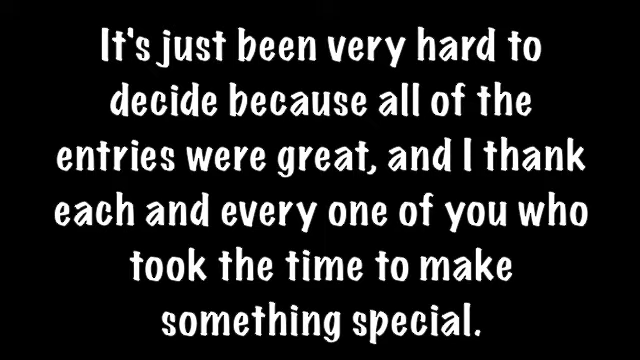 It's just been very hard to
decide because all of the
entries were great, and I thank
each and every one of you who
took the time to make
something special.